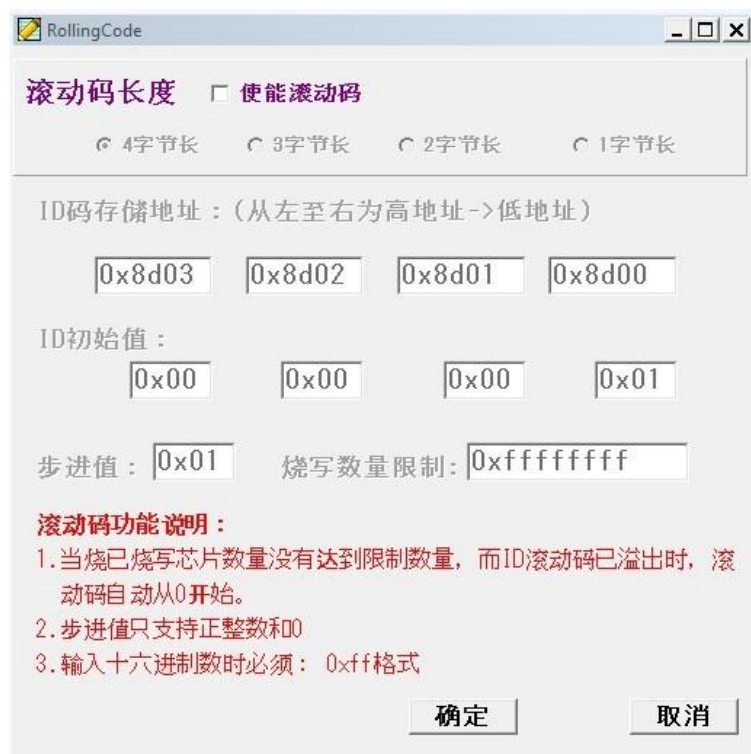 RollingCode
滚动码长度 使能滚动码
4字节长 3字节长 2字节长 1字节长
ID码存储地址：（从左至右为高地址->低地址）
0x8d03 0x8d02 0x8d01 0x8d00
ID初始值：
0x00 0x00 0x00 0x01
步进值： 0x01 烧写数量限制: 0xffffffff
滚动码功能说明：
1.当烧已烧写芯片数量没有达到限制数量，而ID滚动码已溢出时，滚
动码自动从0开始。
2.步进值只支持正整数和0
3.输入十六进制数时必须： 0xff格式
确定 取消